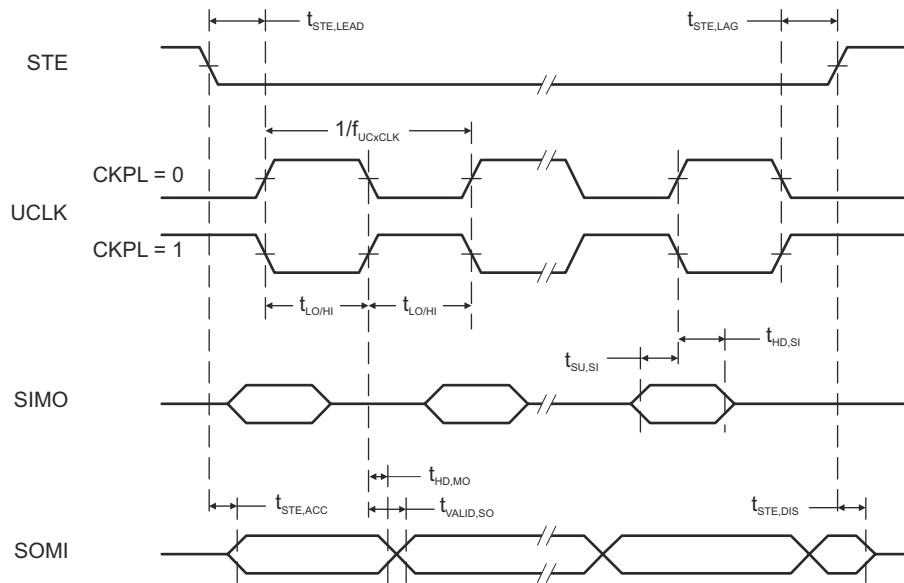 tSTE,LEAD
tSTE,LAG
STE
1/fUCxCLK
CKPL = 0
UCLK
CKPL = 1
tLO/HI
tLO/HI
tHD,SI
tSU,SI
SIMO
tHD,MO
tSTE,ACC
tVALID,SO
tSTE,DIS
SOMI